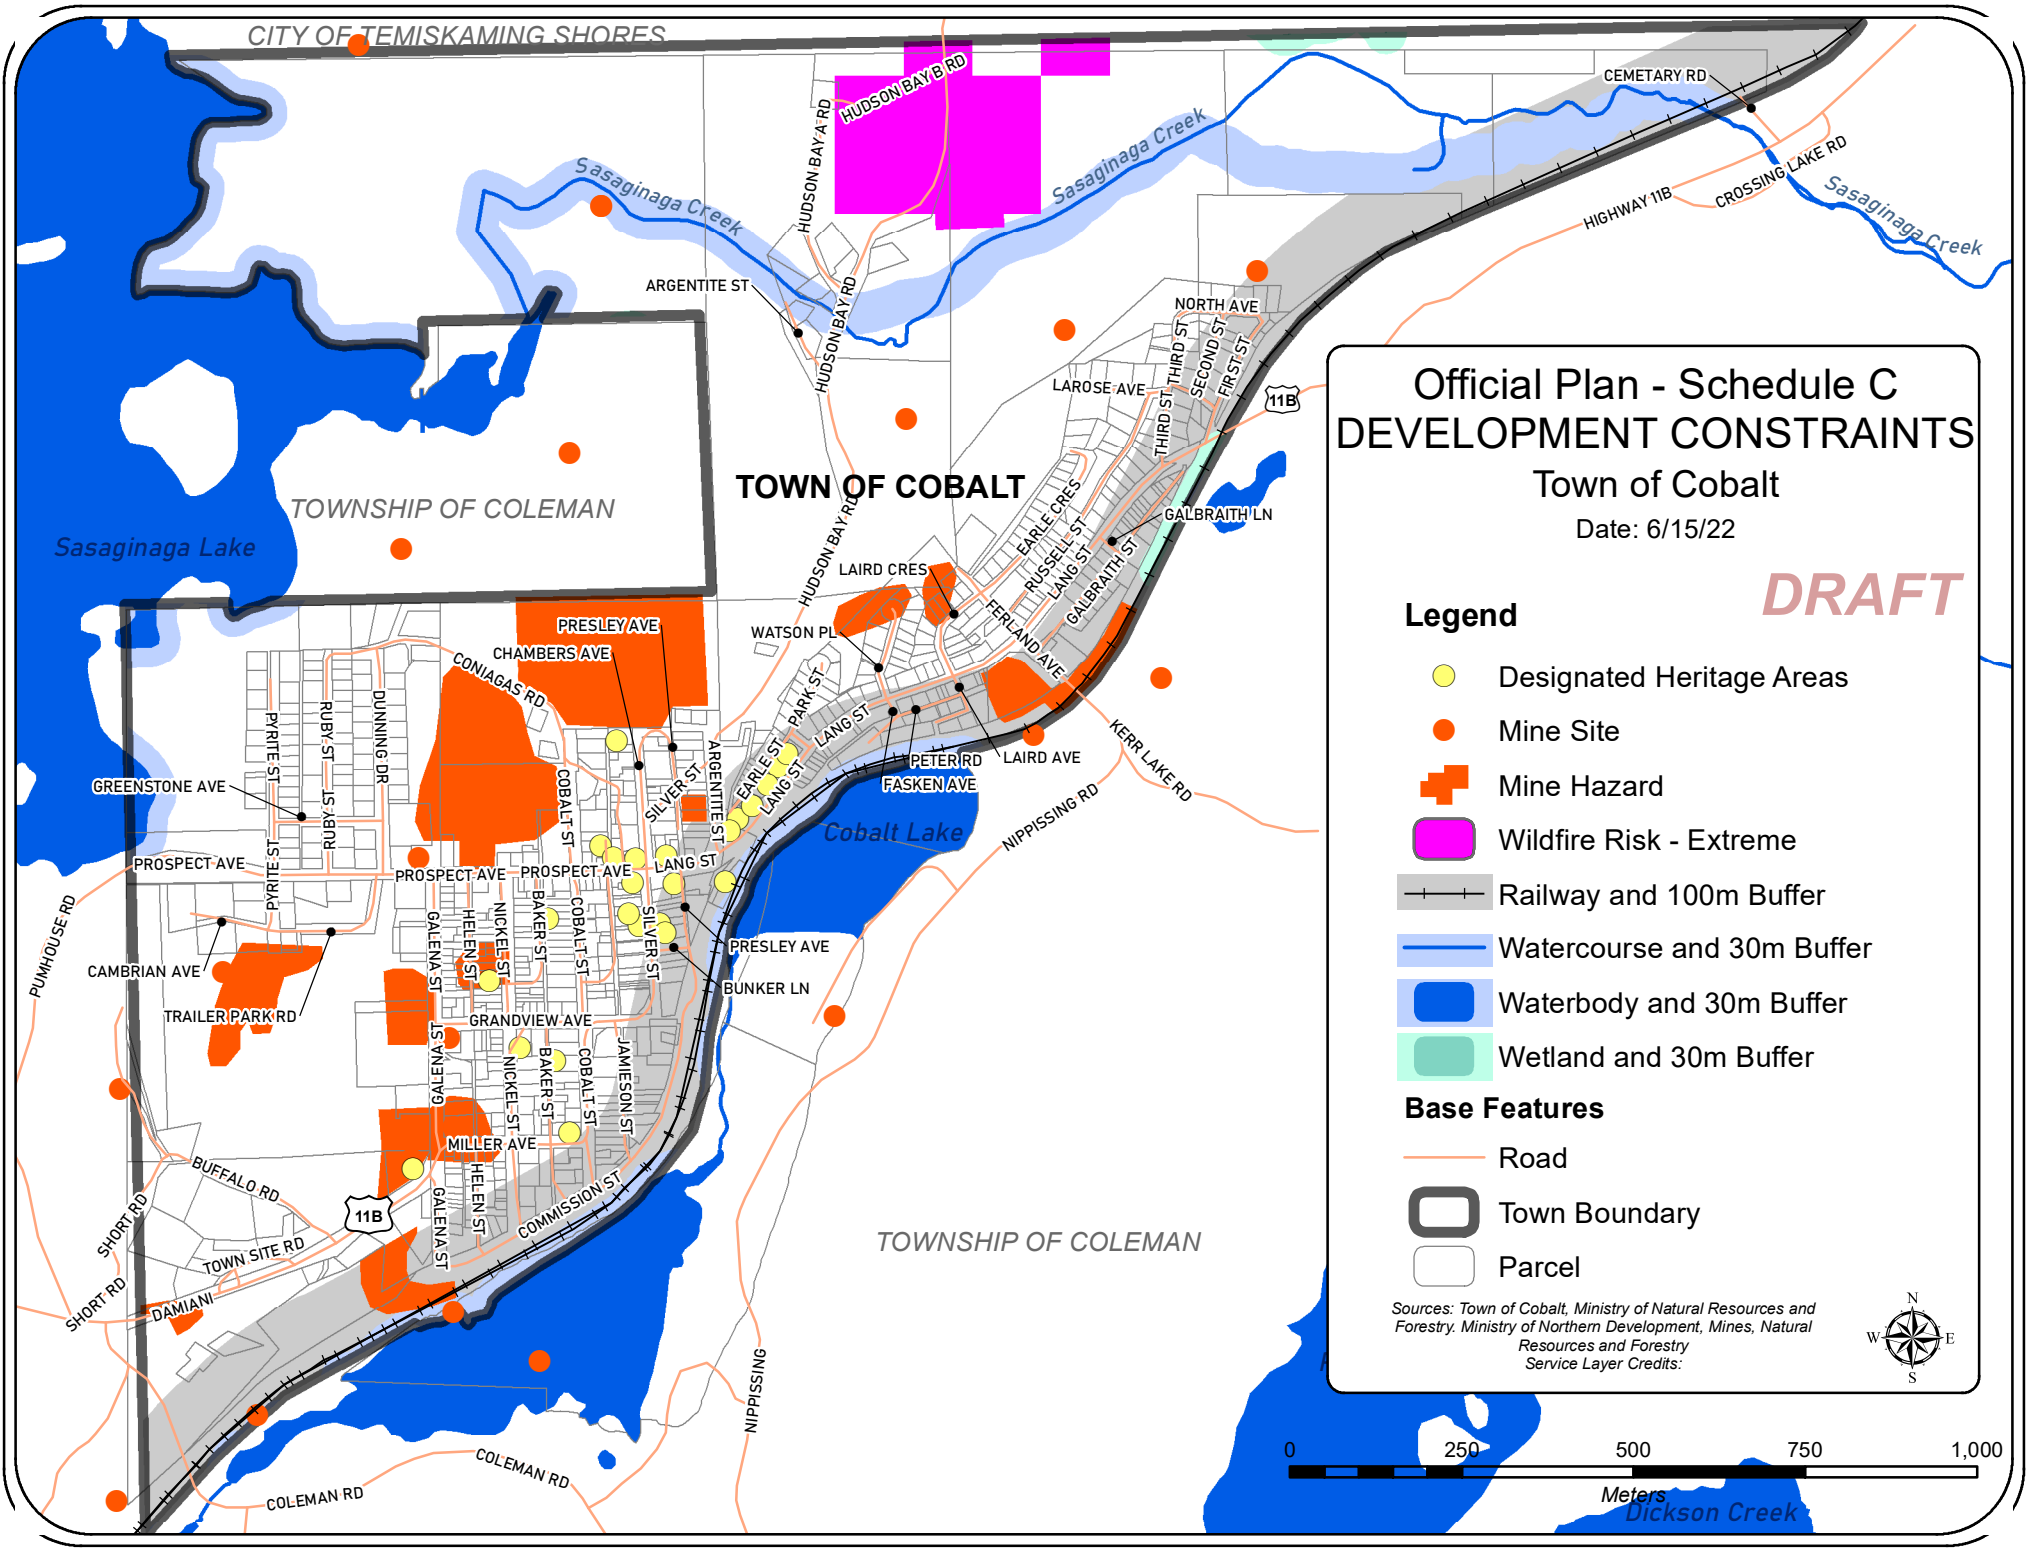 CITY OF TEMISKAMING SHORES
CEMETARY RD
HUDSON BAY B RD
HUDSON BAY A RD
Sasaginaga Creek
Sasaginaga Creek
CROSSING LAKE RD
HIGHWAY 11B
Sasaginaga Creek
ARGENTITE ST
HUDSON BAY RD
NORTH AVE
THIRD ST
SECOND ST
FIRST ST
LAROSE AVE
THIRD ST
11B
TOWN OF COBALT
TOWNSHIP OF COLEMAN
Sasaginaga Lake
HUDSON BAY RD
EARLE CRES
RUSSELL ST
LANG ST
GALBRAITH ST
GALBRAITH LN
LAIRD CRES
FERLAND AVE
WATSON PL
PRESLEY AVE
CHAMBERS AVE
CONIAGAS RD
PARK ST
LANG ST
PYRITE ST
RUBY ST
DUNNING DR
GREENSTONE AVE
RUBY ST
PYRITE ST
COBALT ST
SILVER ST
ARGENTITE ST
EARLE ST
LANG ST
PETER RD
LAIRD AVE
FASKEN AVE
KERR LAKE RD
NIPPISSING RD
Cobalt Lake
PROSPECT AVE
PROSPECT AVE
PROSPECT AVE
LANG ST
PUMHOUSE RD
GALENA ST
HELEN ST
NICKEL ST
BAKER ST
COBALT ST
SILVER ST
PRESLEY AVE
BUNKER LN
CAMBRIAN AVE
TRAILER PARK RD
GRANDVIEW AVE
GALENA ST
NICKEL ST
BAKER ST
COBALT ST
JAMIESON ST
MILLER AVE
HELEN ST
GALENA ST
COMMISSION ST
BUFFALO RD
11B
SHORT RD
TOWN SITE RD
SHORT RD
DAMIANI
TOWNSHIP OF COLEMAN
NIPPISSING
COLEMAN RD
COLEMAN RD
Official Plan - Schedule C
DEVELOPMENT CONSTRAINTS
Town of Cobalt
Date: 6/15/22
DRAFT
Legend
Designated Heritage Areas
Mine Site
Mine Hazard
Wildfire Risk - Extreme
Railway and 100m Buffer
Watercourse and 30m Buffer
Waterbody and 30m Buffer
Wetland and 30m Buffer
Base Features
Road
Town Boundary
Parcel
Sources: Town of Cobalt, Ministry of Natural Resources and
Forestry. Ministry of Northern Development, Mines, Natural
Resources and Forestry
Service Layer Credits:
N
W
E
S
0 250 500 750 1,000
Meters
Dickson Creek